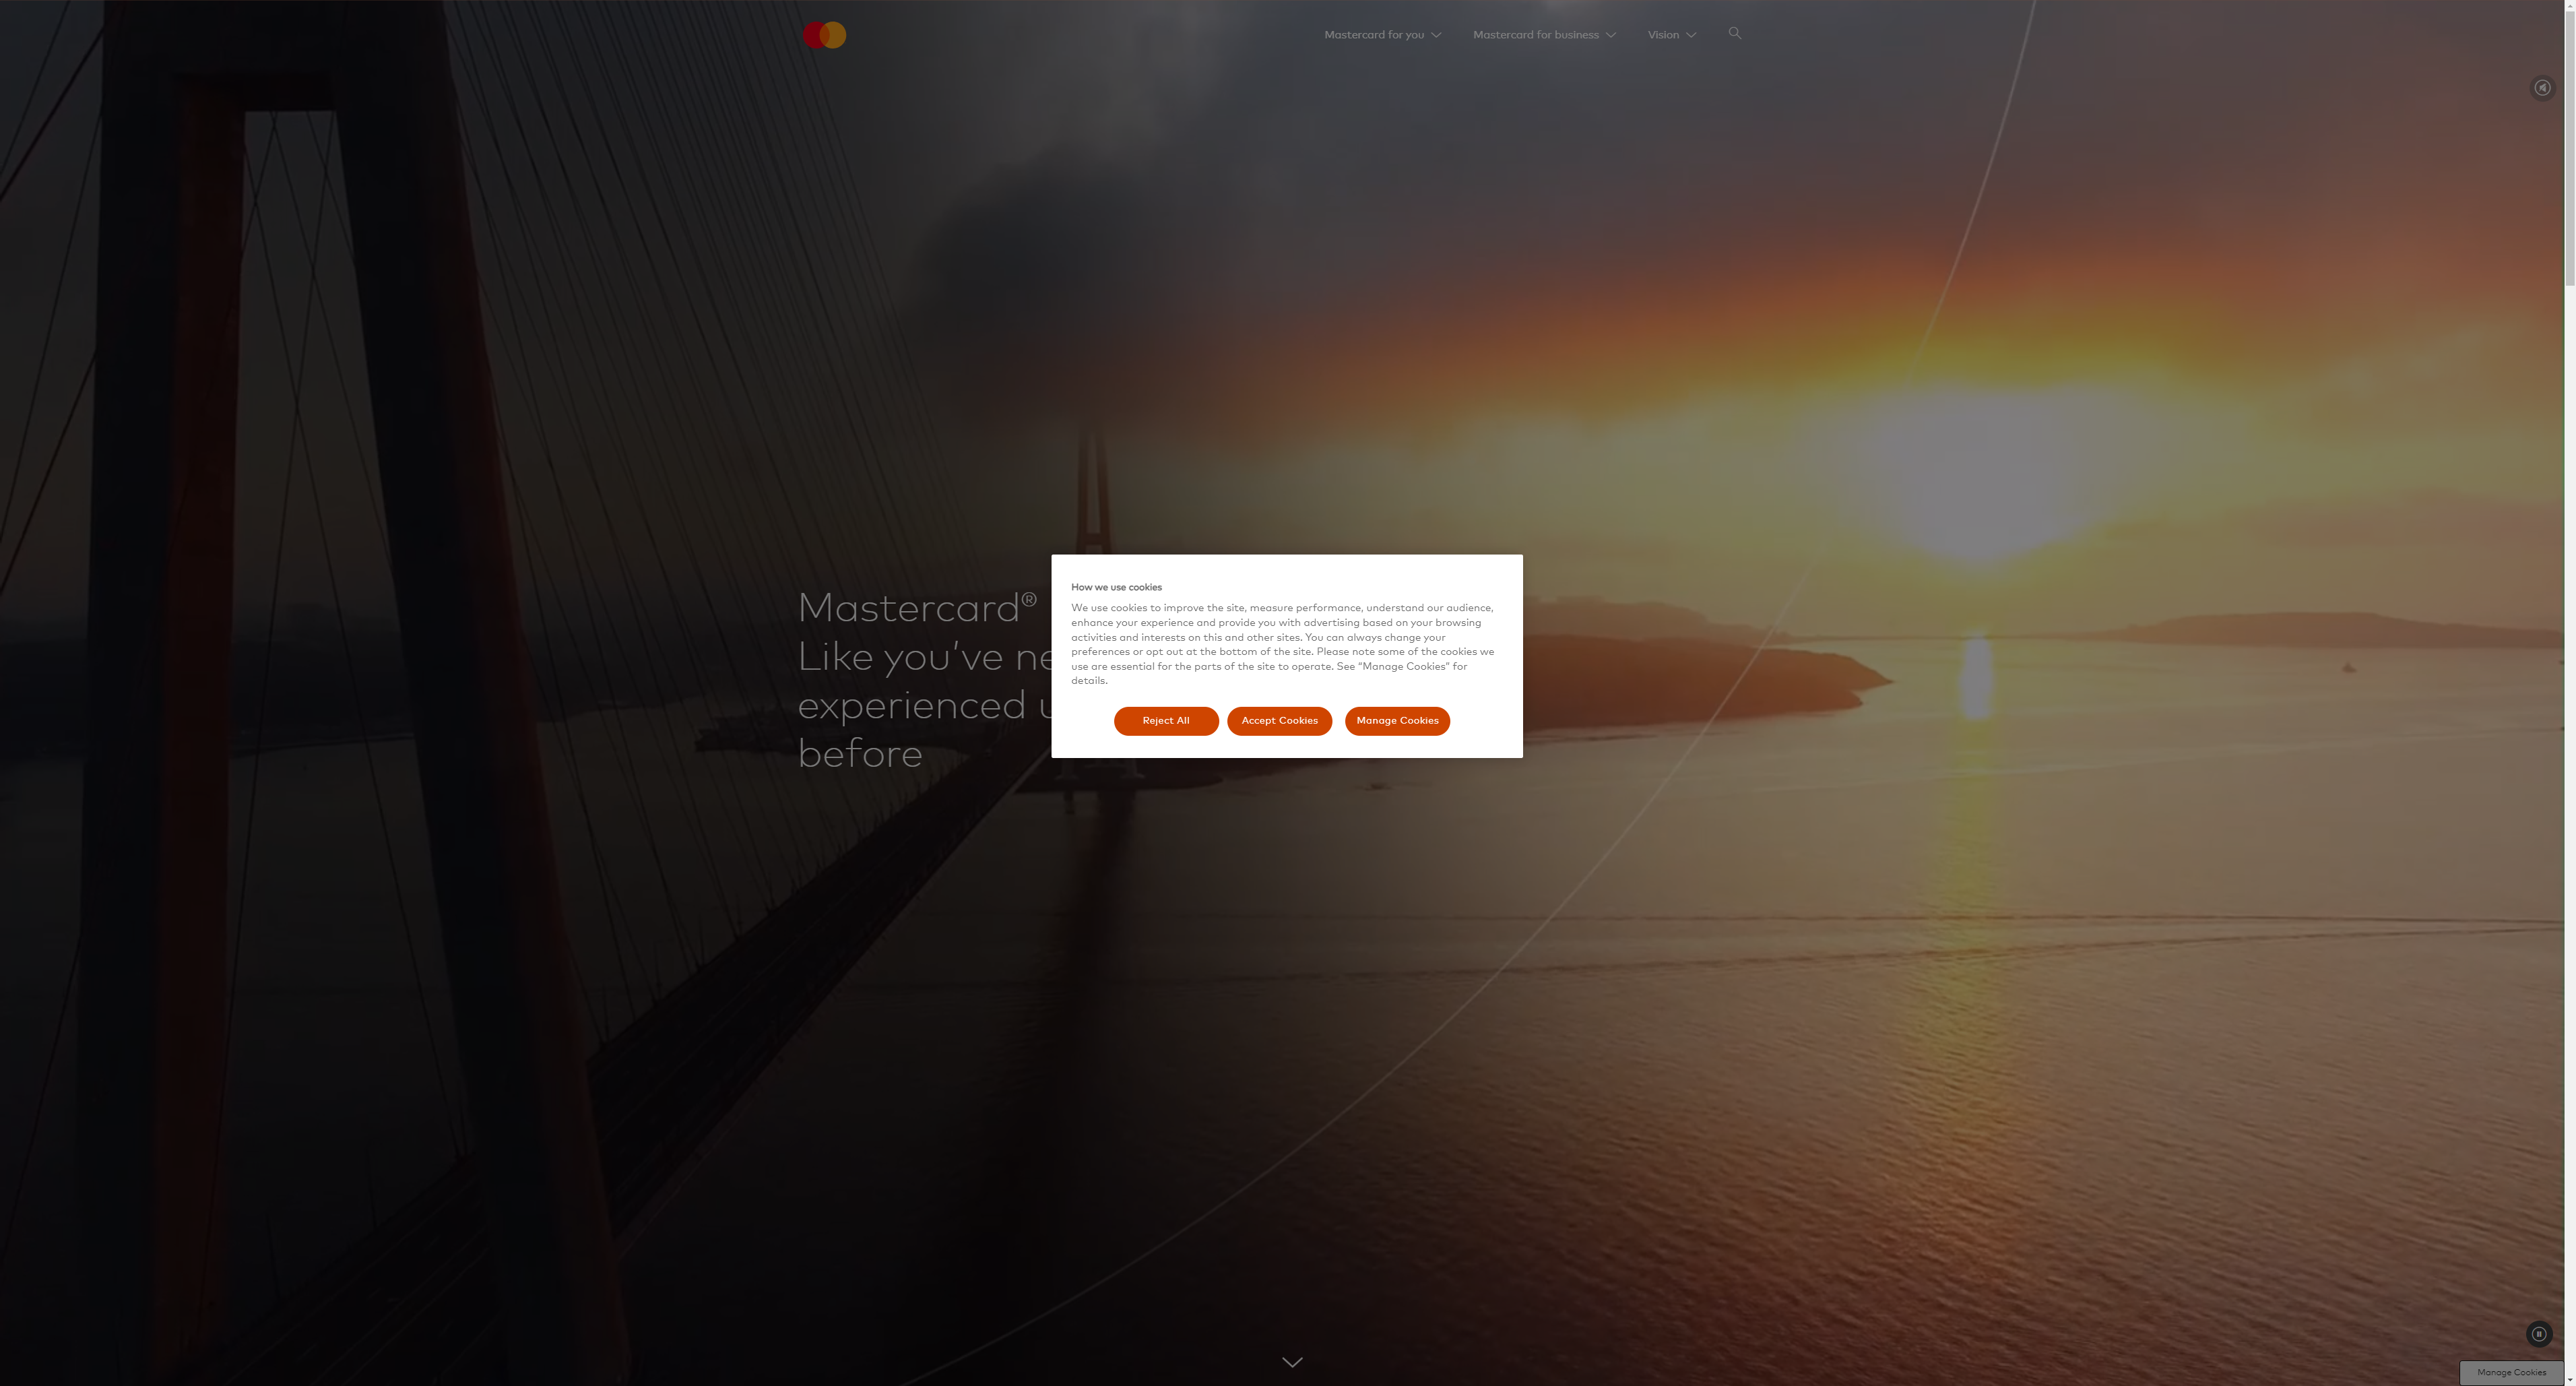 Mastercard for you
Mastercard for business
Vision
Mastercard®
Like you've ne
experienced u
before
How we use cookies
We use cookies to improve the site, measure performance, understand our audience,
enhance your experience and provide you with advertising based on your browsing
activities and interests on this and other sites. You can always change your
preferences or opt out at the bottom of the site. Please note some of the cookies we
use are essential for the parts of the site to operate. See “Manage Cookies” for
details.
Reject All
Accept Cookies
Manage Cookies
Manage Cookies